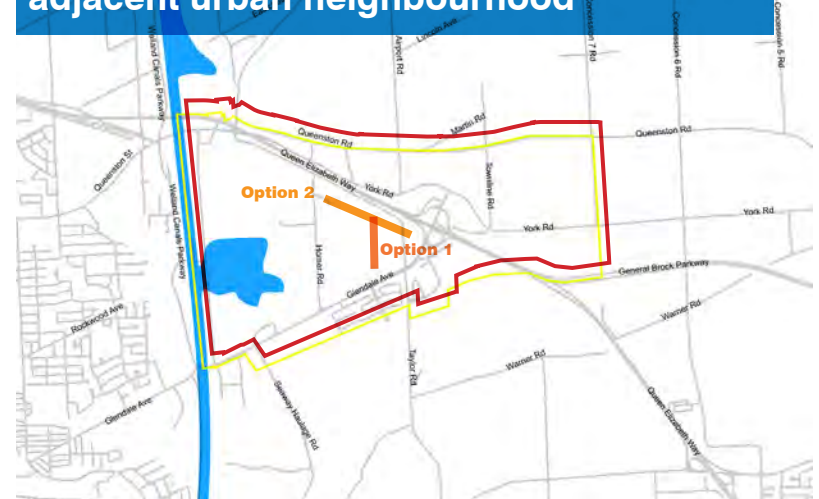 adjacent urban neighbourhood
Welland Canals Parkway
Airport Rd
Lincoln Ave
Concession 7 Rd
Concession 6 Rd
Concession 5 Rd
Queenston St
Queenston Rd
Martin Rd
Queenston Rd
Queen Elizabeth Way
York Rd
Townline Rd
Option 2
Welland Canals Parkway
York Rd
York Rd
Option 1
Homer Rd
Glendale Ave
General Brock Parkway
Rockwood Ave
Warner Rd
Taylor Rd
Warner Rd
Glendale Ave
Seaway Haulage Rd
Queen Elizabeth Way